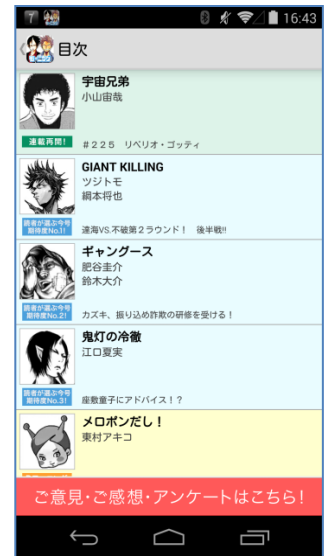 7
16:43
目次
宇宙兄弟
小山宙哉
連載再開!
#225 リベリオ・ゴッティ
GIANT KILLING
ツジトモ
綱本将也
読者が選ぶ今号
期待度No.1!
達海VS.不破第2ラウンド! 後半戦!!
ギャングース
肥谷圭介
鈴木大介
読者が選ぶ今号
期待度No.2!
カズキ、振り込め詐欺の研修を受ける!
鬼灯の冷徹
江口夏実
読者が選ぶ今号
期待度No.3!
座敷童子にアドバイス!?
メロポンだし!
東村アキコ
ご意見・ご感想・アンケートはこちら!